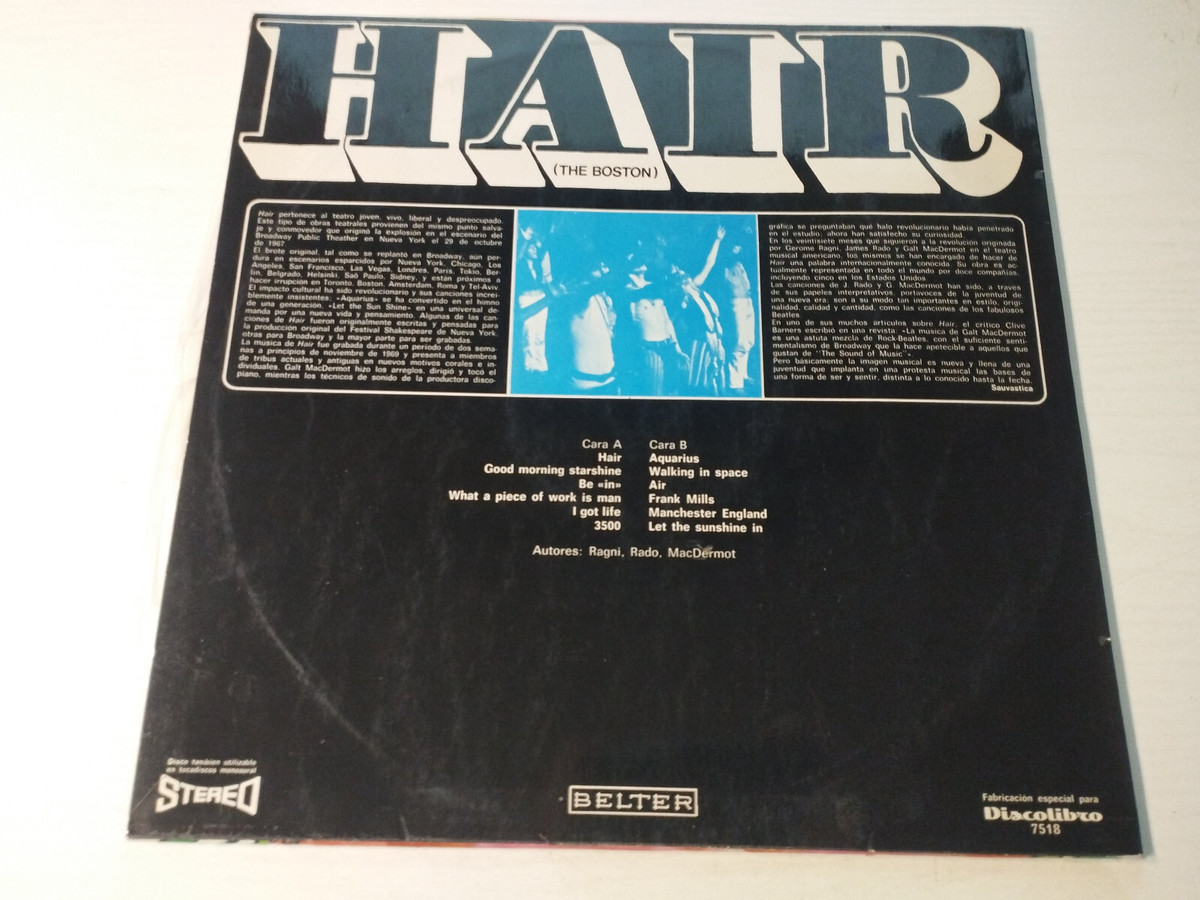 HAIR
(THE BOSTON)
Hair pertenece al teatro joven, vivo, liberal y despreocupado.
Este tipo de obras teatrales provienen del mismo punto salva-
je y conmovedor que originó la explosión en el escenario del
Broadway Public Theather en Nueva York el 29 de octubre
de 1967
El brote original, tal como se replantó en Broadway, aún per-
dura en escenarios esparcidos por Nueva York, Chicago, Los
Angeles, San Francisco, Las Vegas, Londres, París, Tokio, Ber-
lín, Belgrado, Helsinki, Saô Paulo, Sidney, y están próximos a
hacer irrupción en Toronto, Boston, Amsterdam, Roma y Tel-Aviv.
El impacto cultural ha sido revolucionario y sus canciones increí-
blemente insistentes; «Aquarius» se ha convertido en el himno
de una generación, «Let the Sun Shine» en una universal de-
manda por una nueva vida y pensamiento. Algunas de las can-
ciones de Hair fueron originalmente escritas y pensadas para
la producción original del Festival Shakespeare de Nueva York,
otras para Broadway y la mayor parte para ser grabadas.
La música de Hair fue grabada durante un período de dos sema-
nas a principios de noviembre de 1969 y presenta a miembros
de tribus actuales y antiguas en nuevos motivos corales e in-
dividuales. Galt MacDermot hizo los arreglos, dirigió y tocó el
piano, mientras los técnicos de sonido de la productora disco-
gráfica se preguntaban qué halo revolucionario había penetrado
en el estudio; ahora han satisfecho su curiosidad.
En los veintisiete meses que siguieron a la revolución originada
por Gerome Ragni, James Rado y Galt MacDermot en el teatro
musical americano, los mismos se han encargado de hacer de
Hair una palabra internacionalmente conocida. Su obra es ac-
tualmente representada en todo el mundo por doce compañías,
incluyendo cinco en los Estados Unidos.
Las canciones de J. Rado y G. MacDermot han sido, a través
de sus papeles interpretativos, portavoces de la juventud de
una nueva era; son a su modo tan importantes en estilo, origi-
nalidad, calidad y cantidad, como las canciones de los fabulosos
Beatles.
En uno de sus muchos artículos sobre Hair, el crítico Clive
Barners escribió en una revista: «La música de Galt MacDermot
es una astuta mezcla de Rock-Beatles, con el suficiente senti-
mentalismo de Broadway que la hace apetecible a aquellos que
gustan de "The Sound of Music"».
Pero básicamente la imagen musical es nueva y llena de una
juventud que implanta en una protesta musical las bases de
una forma de ser y sentir, distinta a lo conocido hasta la fecha.
Sauvastica
Cara A
Hair
Good morning starshine
Be «in»
What a piece of work is man
I got life
3500
Cara B
Aquarius
Walking in space
Air
Frank Mills
Manchester England
Let the sunshine in
Autores: Ragni, Rado, MacDermot
Disco también utilizable
en tocadiscos monoaural
STEREO
BELTER
Fabricación especial para
Discolibro
7518